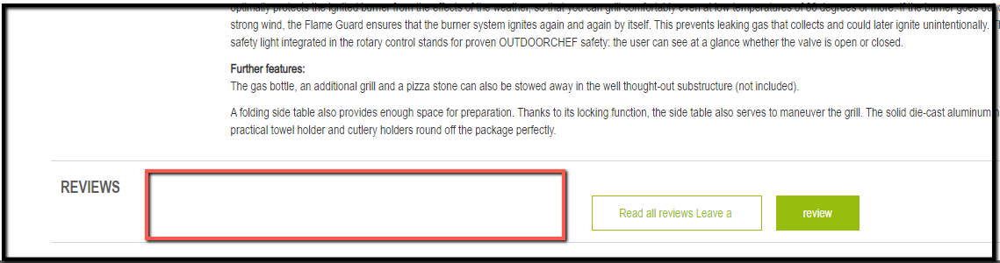 optimally protects the ignited burner from the effects of the weather, so that you can grill comfortably even at low temperatures of 30 degrees or more. If the burner goes out
strong wind, the Flame Guard ensures that the burner system ignites again and again by itself. This prevents leaking gas that collects and could later ignite unintentionally.
safety light integrated in the rotary control stands for proven OUTDOORCHEF safety: the user can see at a glance whether the valve is open or closed.
Further features:
The gas bottle, an additional grill and a pizza stone can also be stowed away in the well thought-out substructure (not included).
A folding side table also provides enough space for preparation. Thanks to its locking function, the side table also serves to maneuver the grill. The solid die-cast aluminum
practical towel holder and cutlery holders round off the package perfectly.
REVIEWS
Read all reviews Leave a
review